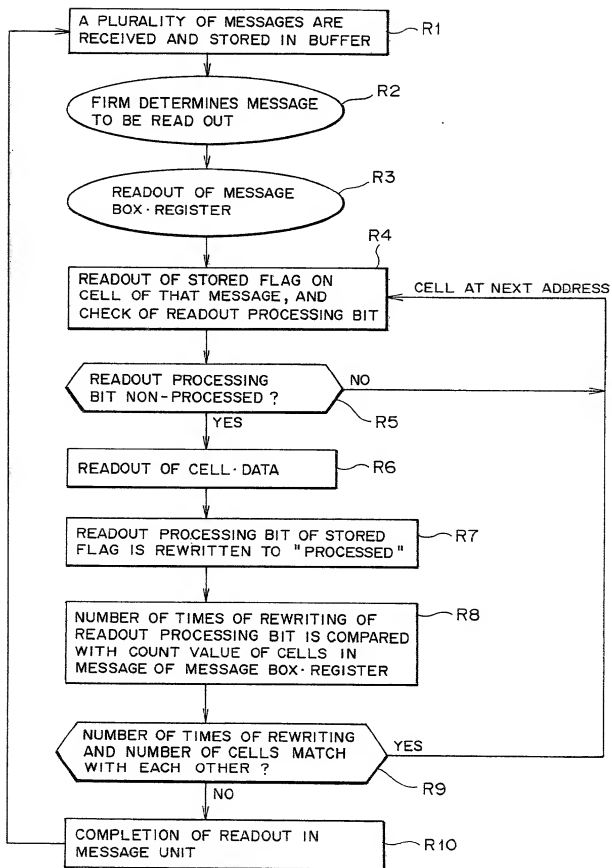 A PLURALITY OF MESSAGES ARE
RECEIVED AND STORED IN BUFFER
R1
FIRM DETERMINES MESSAGE
TO BE READ OUT
R2
READOUT OF MESSAGE
BOX·REGISTER
R3
R4
READOUT OF STORED FLAG ON
CELL OF THAT MESSAGE, AND
CHECK OF READOUT PROCESSING BIT
CELL AT NEXT ADDRESS
READOUT PROCESSING
BIT NON-PROCESSED ?
NO
R5
YES
READOUT OF CELL·DATA
R6
READOUT PROCESSING BIT OF STORED
FLAG IS REWRITTEN TO "PROCESSED"
R7
NUMBER OF TIMES OF REWRITING OF
READOUT PROCESSING BIT IS COMPARED
WITH COUNT VALUE OF CELLS IN
MESSAGE OF MESSAGE BOX·REGISTER
R8
NUMBER OF TIMES OF REWRITING
AND NUMBER OF CELLS MATCH
WITH EACH OTHER ?
YES
R9
NO
COMPLETION OF READOUT IN
MESSAGE UNIT
R10